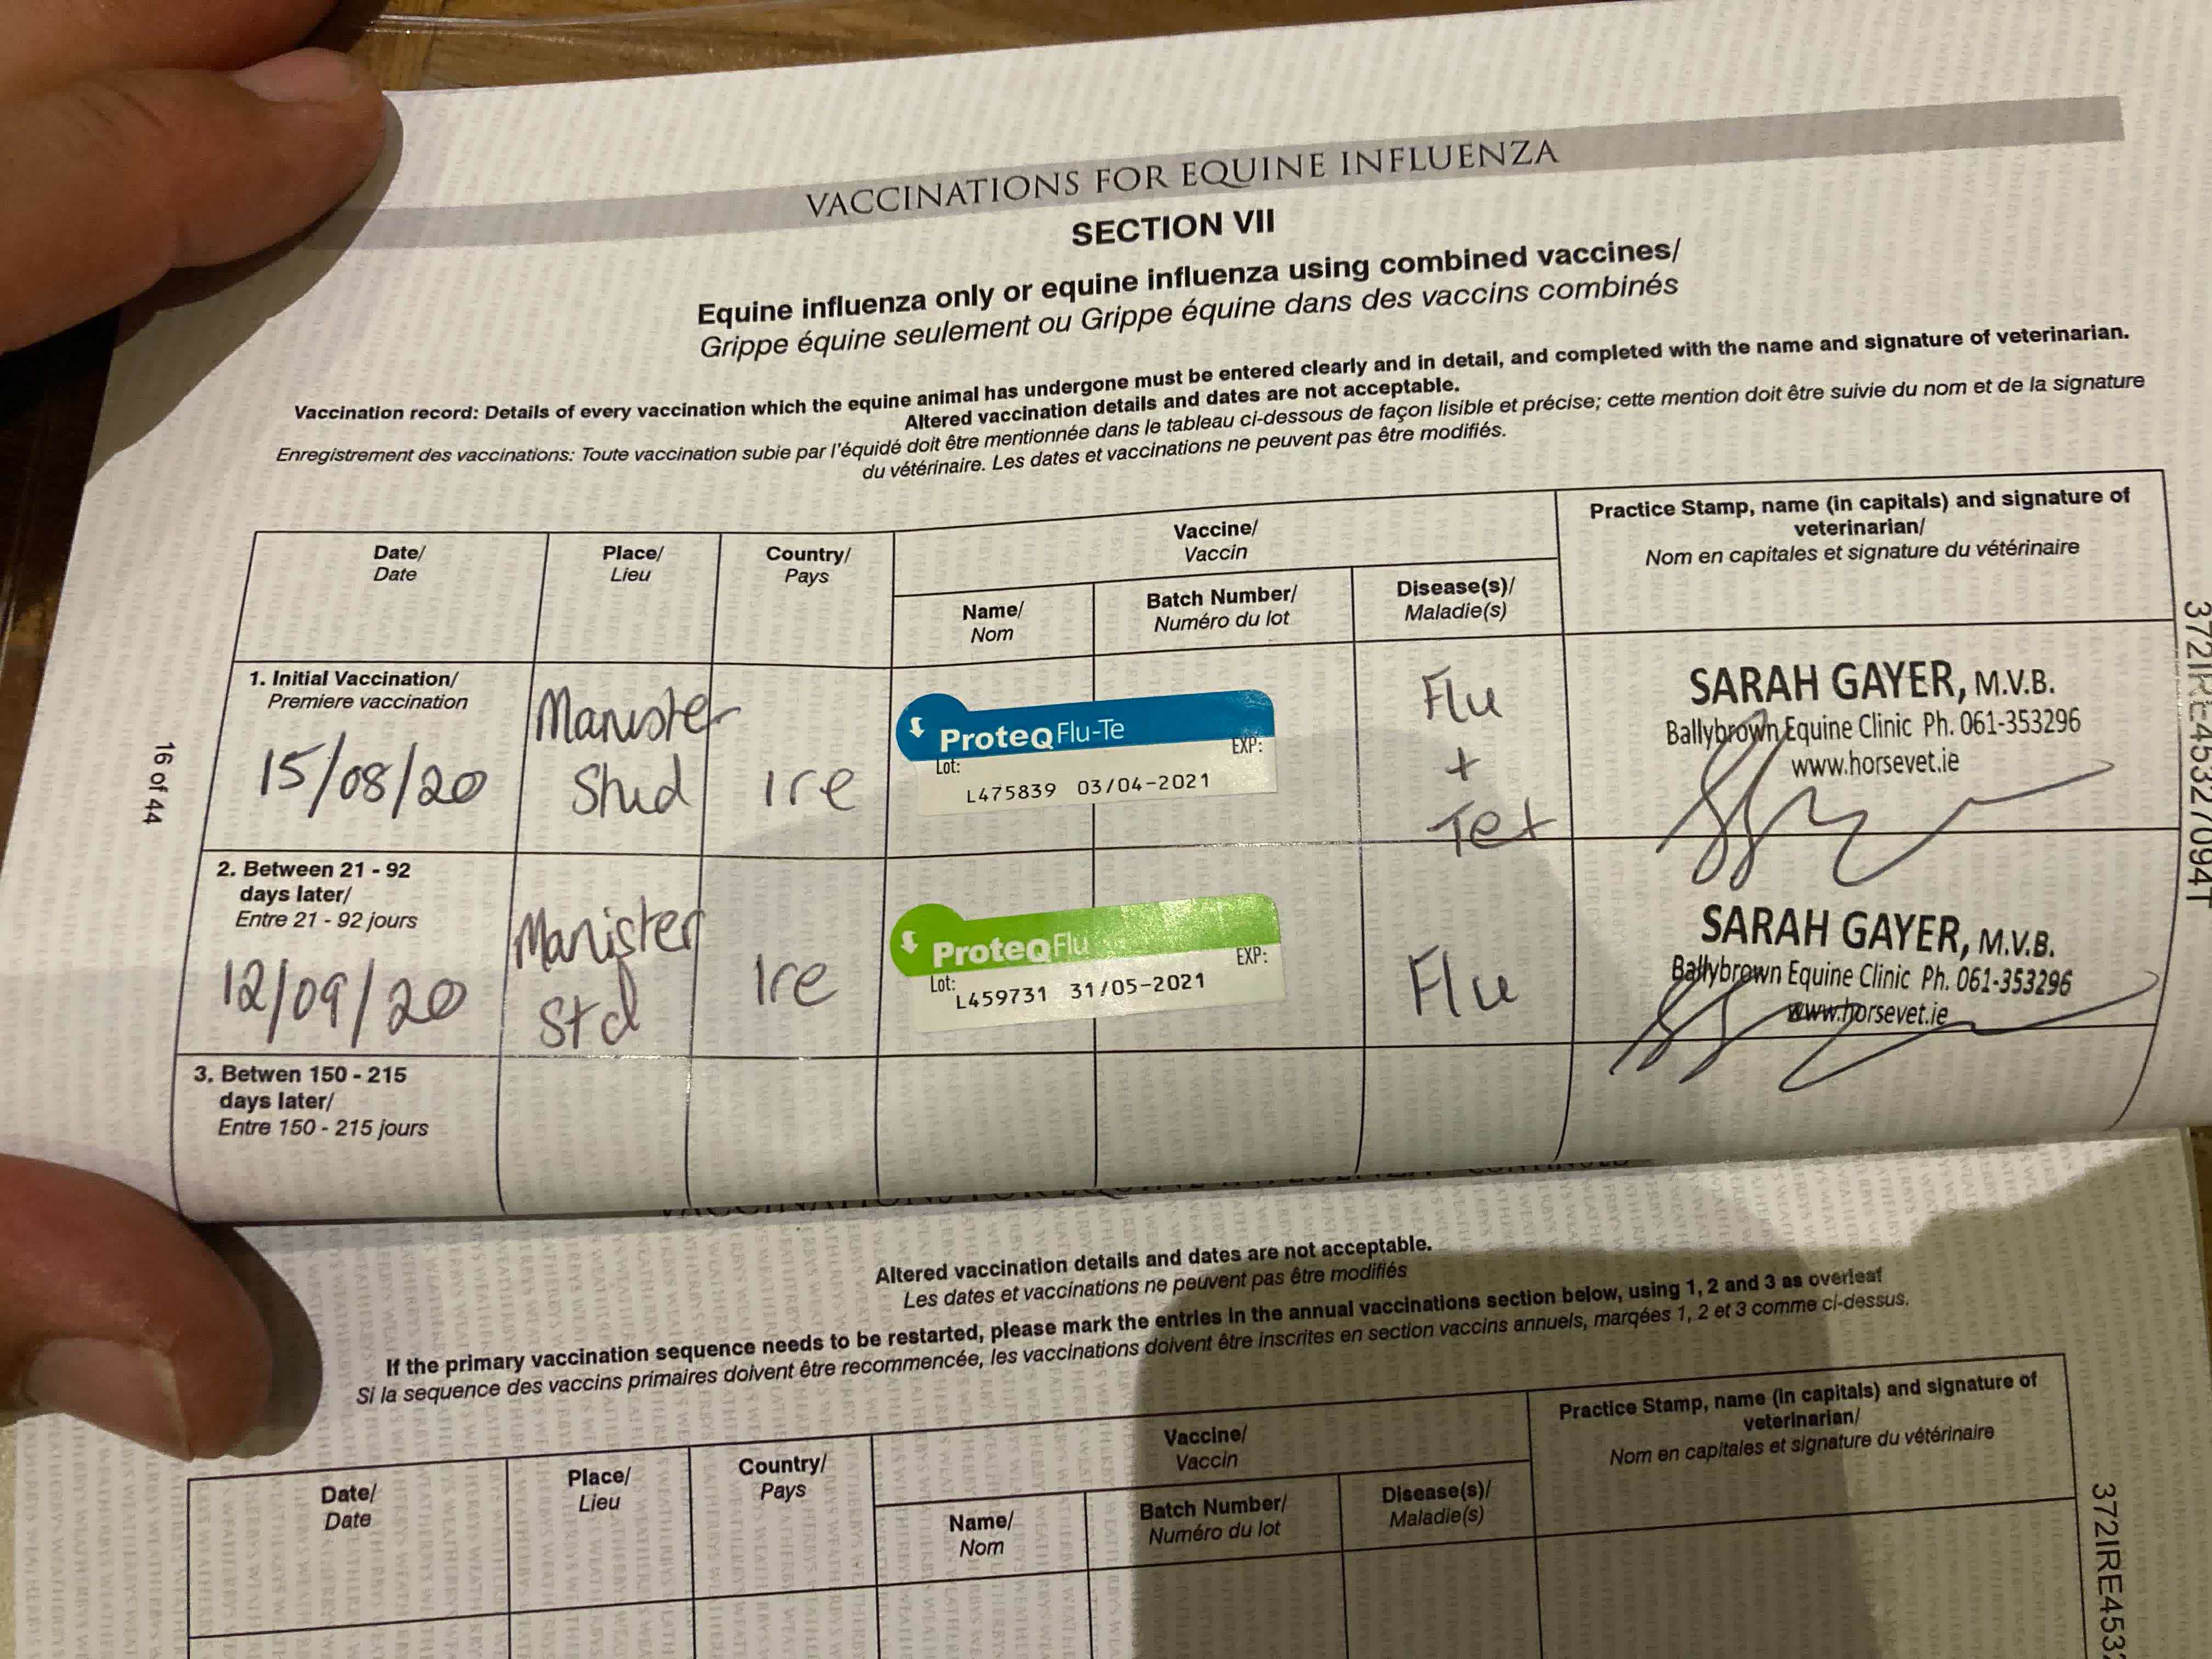 VACCINATIONS FOR EQUINE INFLUENZA
SECTION VII
Equine influenza only or equine influenza using combined vaccines/
Grippe équine seulement ou Grippe équine dans des vaccins combinés
Vaccination record: Details of every vaccination which the equine animal has undergone must be entered clearly and in detail, and completed with the name and signature of veterinarian.
Altered vaccination details and dates are not acceptable.
Enregistrement des vaccinations: Toute vaccination subie par l'équidé doit être mentionnée dans le tableau ci-dessous de façon lisible et précise; cette mention doit être suivie du nom et de la signature
du vétérinaire. Les dates et vaccinations ne peuvent pas être modifiés.
Date/
Date
Place/
Lieu
Country/
Pays
Vaccine/
Vaccin
Name/
Nom
Batch Number/
Numéro du lot
Disease(s)/
Maladie(s)
Practice Stamp, name (in capitals) and signature of
veterinarian/
Nom en capitales et signature du vétérinaire
1. Initial Vaccination/
Premiere vaccination
15/08/20
Manister
Stud
Ire
ProteqFlu-Te
Lot:
EXP:
L475839 03/04-2021
Flu
+
Tet
SARAH GAYER, M.V.B.
Ballybrown Equine Clinic Ph. 061-353296
www.horsevet.ie
2. Between 21 - 92
days later/
Entre 21 - 92 jours
12/09/20
Manister
Std
Ire
ProteqFlu
Lot:
EXP:
L459731 31/05-2021
Flu
SARAH GAYER, M.V.B.
Ballybrown Equine Clinic Ph. 061-353296
www.horsevet.ie
3. Betwen 150 - 215
days later/
Entre 150 - 215 jours
16 of 44
372IRE45327094T
Altered vaccination details and dates are not acceptable.
Les dates et vaccinations ne peuvent pas être modifiés
If the primary vaccination sequence needs to be restarted, please mark the entries in the annual vaccinations section below, using 1, 2 and 3 as overleaf
Si la sequence des vaccins primaires doivent être recommencée, les vaccinations doivent être inscrites en section vaccins annuels, marqées 1, 2 et 3 comme ci-dessus.
Date/
Date
Place/
Lieu
Country/
Pays
Vaccine/
Vaccin
Name/
Nom
Batch Number/
Numéro du lot
Disease(s)/
Maladie(s)
Practice Stamp, name (in capitals) and signature of
veterinarian/
Nom en capitales et signature du vétérinaire
372IRE453